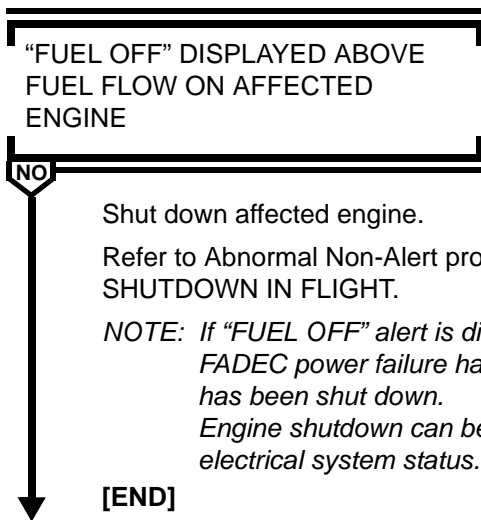 “FUEL OFF” DISPLAYED ABOVE
FUEL FLOW ON AFFECTED
ENGINE
NO
Shut down affected engine.
Refer to Abnormal Non-Alert pro
SHUTDOWN IN FLIGHT.
NOTE: If “FUEL OFF” alert is di
FADEC power failure ha
has been shut down.
Engine shutdown can be
electrical system status.
[END]